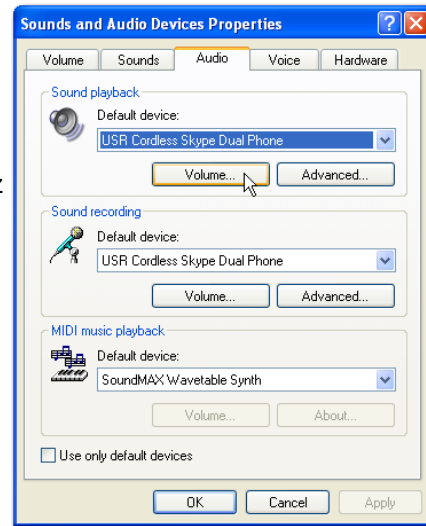 Sounds and Audio Devices Properties
Volume Sounds Audio Voice Hardware
Sound playback
Default device:
USR Cordless Skype Dual Phone
Volume... Advanced...
Sound recording
Default device:
USR Cordless Skype Dual Phone
Volume... Advanced...
MIDI music playback
Default device:
SoundMAX Wavetable Synth
Volume... About...
Use only default devices
OK Cancel Apply